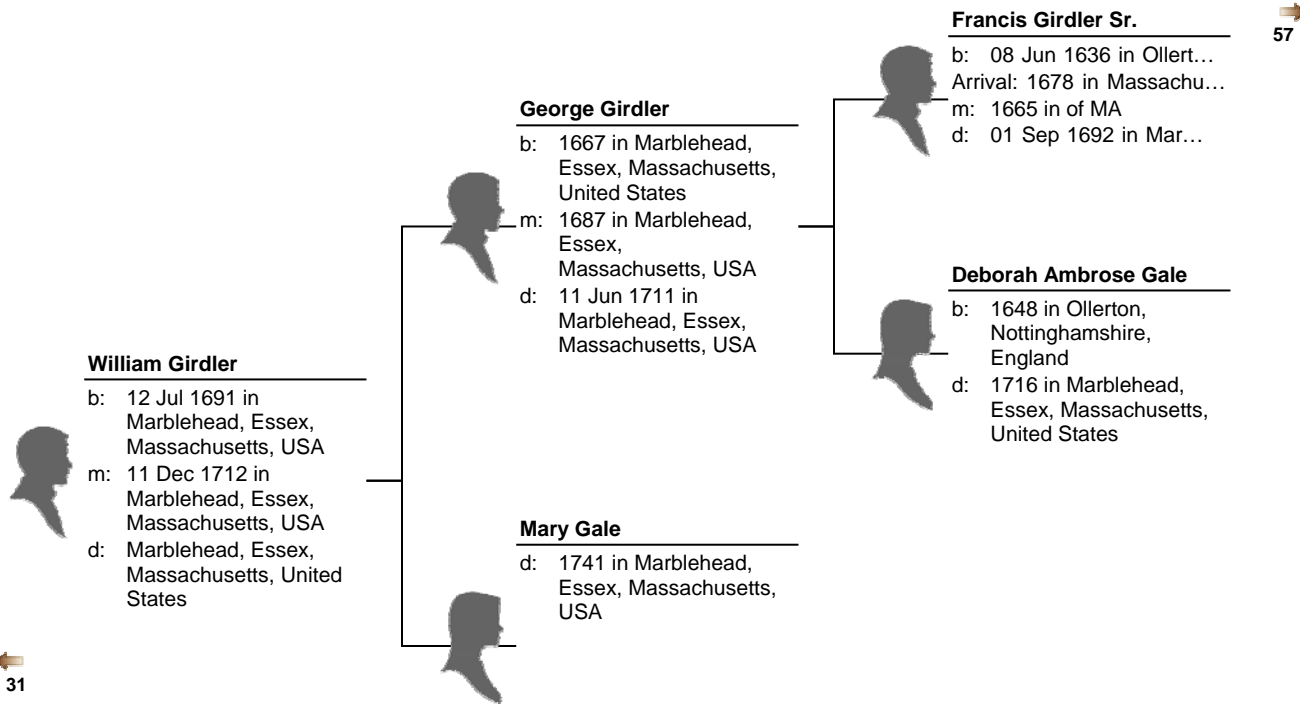 Francis Girdler Sr.
b: 08 Jun 1636 in Ollert…
Arrival: 1678 in Massachu…
m: 1665 in of MA
d: 01 Sep 1692 in Mar…
57
George Girdler
b: 1667 in Marblehead,
Essex, Massachusetts,
United States
m: 1687 in Marblehead,
Essex,
Massachusetts, USA
d: 11 Jun 1711 in
Marblehead, Essex,
Massachusetts, USA
Deborah Ambrose Gale
b: 1648 in Ollerton,
Nottinghamshire,
England
d: 1716 in Marblehead,
Essex, Massachusetts,
United States
William Girdler
b: 12 Jul 1691 in
Marblehead, Essex,
Massachusetts, USA
m: 11 Dec 1712 in
Marblehead, Essex,
Massachusetts, USA
d: Marblehead, Essex,
Massachusetts, United
States
Mary Gale
d: 1741 in Marblehead,
Essex, Massachusetts,
USA
31